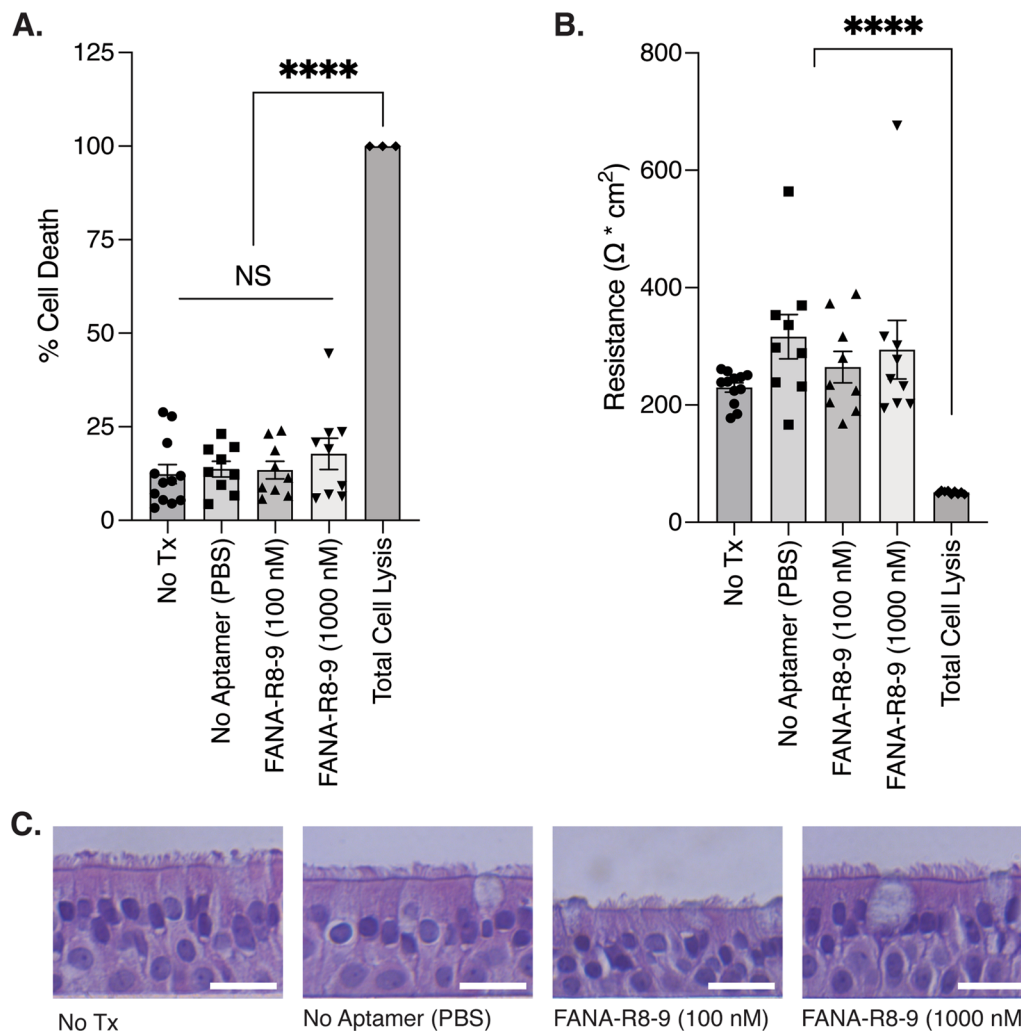 A.
125
100
75
50
25
0
% Cell Death
✱✱✱✱
NS
No Tx
No Aptamer (PBS)
FANA-R8-9 (100 nM)
FANA-R8-9 (1000 nM)
Total Cell Lysis
B.
800
600
400
200
0
Resistance (Ω * cm²)
✱✱✱✱
No Tx
No Aptamer (PBS)
FANA-R8-9 (100 nM)
FANA-R8-9 (1000 nM)
Total Cell Lysis
C.
No Tx
No Aptamer (PBS)
FANA-R8-9 (100 nM)
FANA-R8-9 (1000 nM